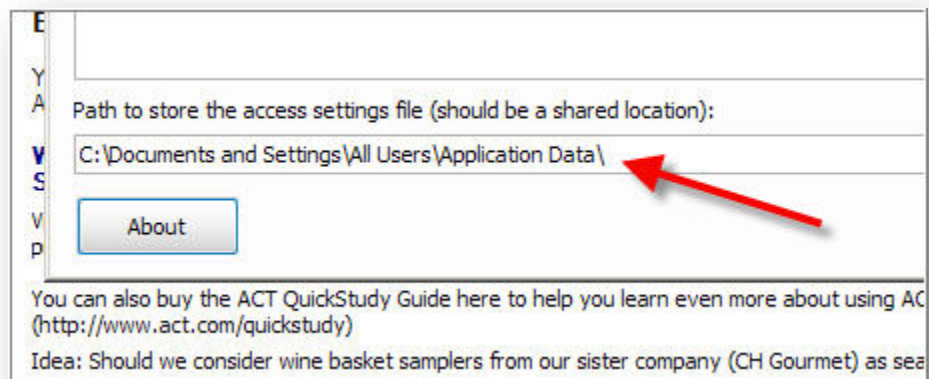 Path to store the access settings file (should be a shared location):
C:\Documents and Settings\All Users\Application Data\
About
You can also buy the ACT QuickStudy Guide here to help you learn even more about using AC
(http://www.act.com/quickstudy)
Idea: Should we consider wine basket samplers from our sister company (CH Gourmet) as sea